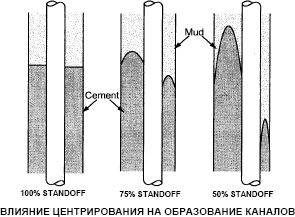 Mud
Cement
100% STANDOFF
75% STANDOFF
50% STANDOFF
ВЛИЯНИЕ ЦЕНТРИРОВАНИЯ НА ОБРАЗОВАНИЕ КАНАЛОВ